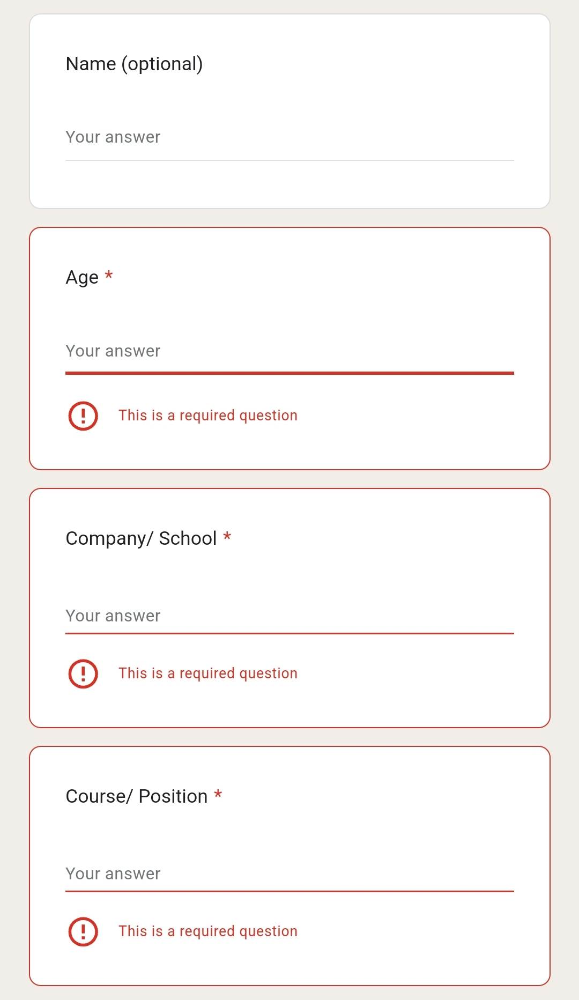 Name (optional)
Your answer
Age *
Your answer
This is a required question
Company/ School *
Your answer
This is a required question
Course/ Position *
Your answer
This is a required question